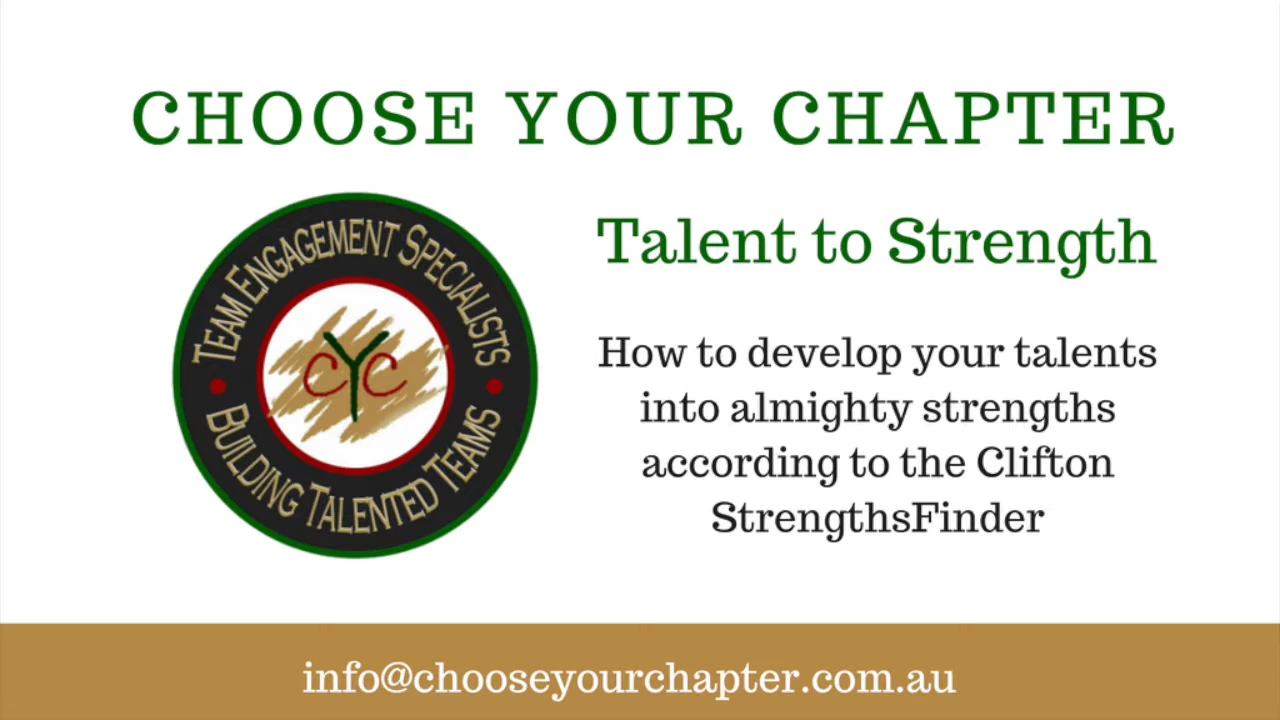 CHOOSE YOUR CHAPTER
TEAM ENGAGEMENT SPECIALISTS
CYC
BUILDING TALENTED TEAMS
Talent to Strength
How to develop your talents
into almighty strengths
according to the Clifton
StrengthsFinder
info@chooseyourchapter.com.au